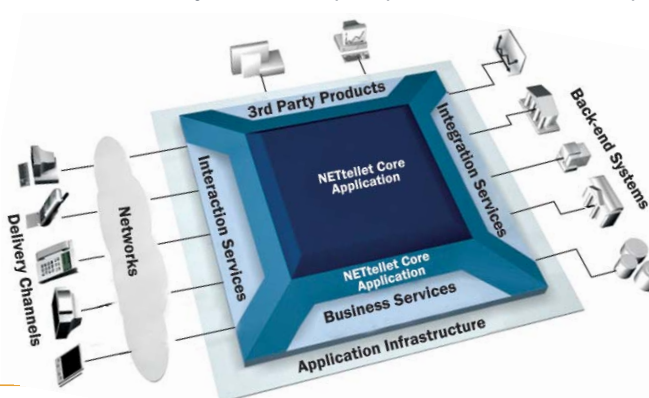 3rd Party Products
NETtellet Core
Application
Interaction Services
Integration Services
Back-end Systems
Delivery Channels
Networks
NETtellet Core
Application
Business Services
Application Infrastructure